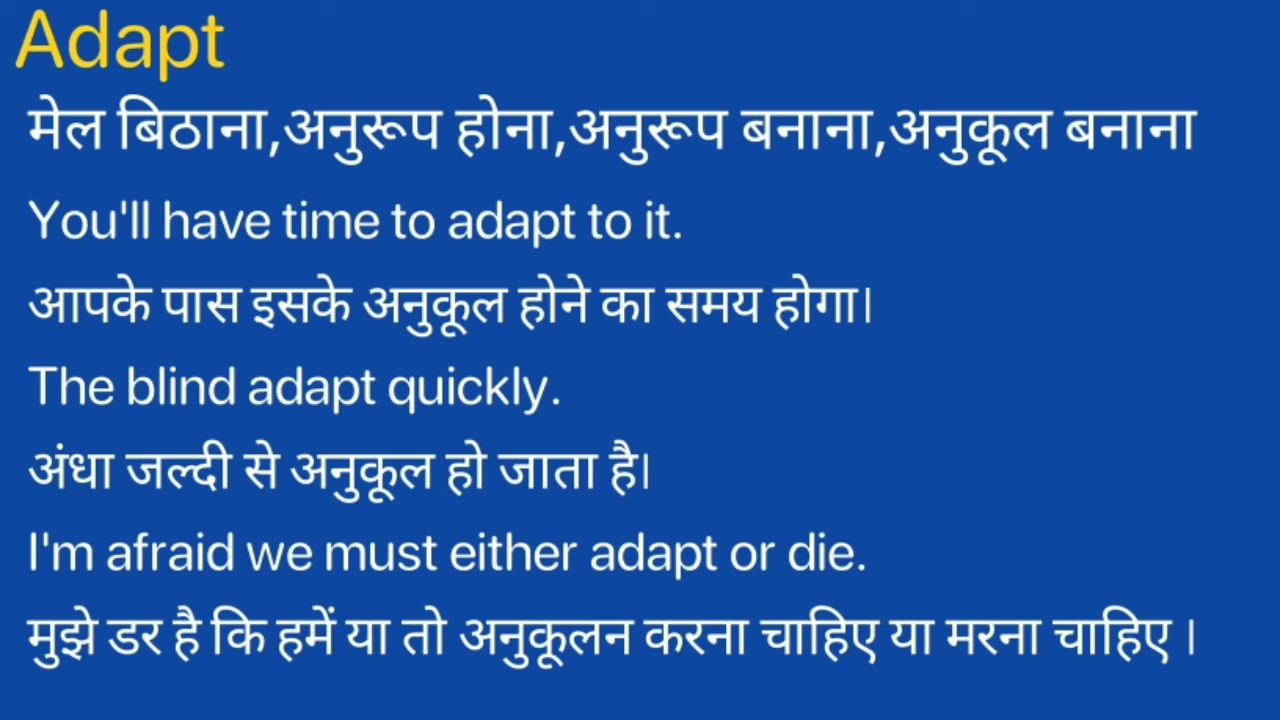 Adapt
मेल बिठाना,अनुरूप होना,अनुरूप बनाना,अनुकूल बनाना
You'll have time to adapt to it.
आपके पास इसके अनुकूल होने का समय होगा।
The blind adapt quickly.
अंधा जल्दी से अनुकूल हो जाता है।
I'm afraid we must either adapt or die.
मुझे डर है कि हमें या तो अनुकूलन करना चाहिए या मरना चाहिए ।